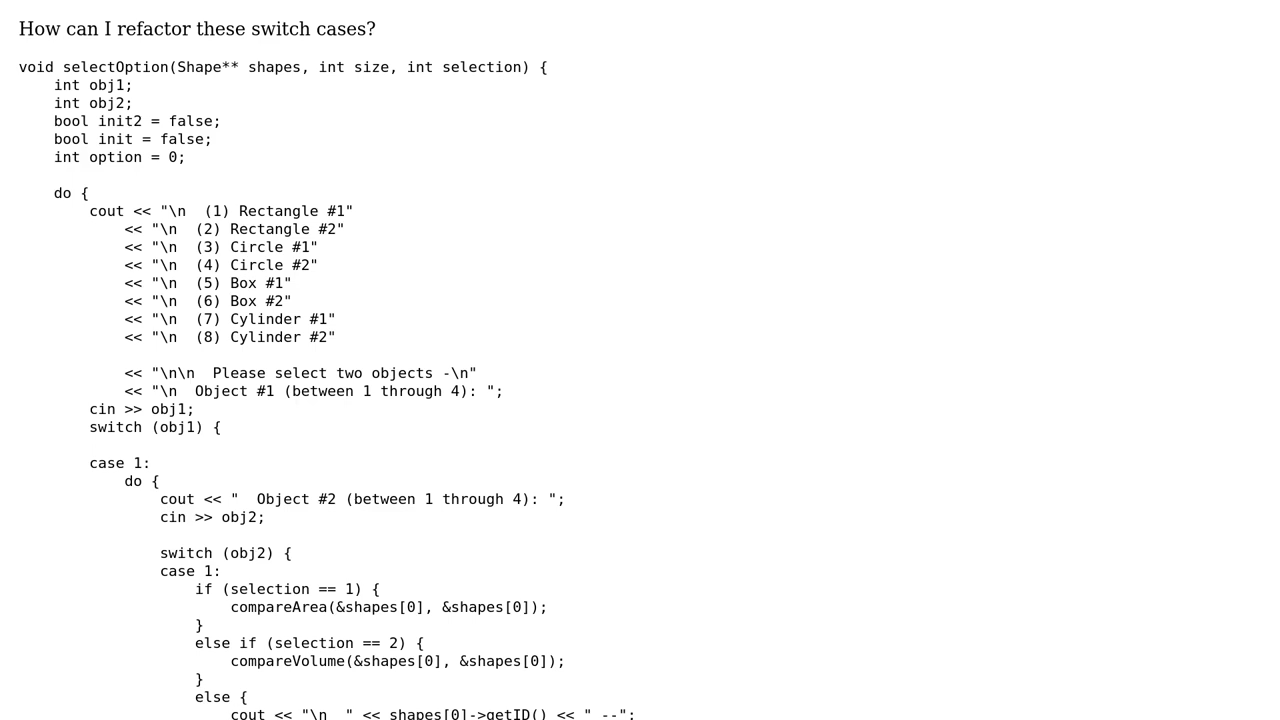 How can I refactor these switch cases?
void selectOption(Shape** shapes, int size, int selection) {
    int obj1;
    int obj2;
    bool init2 = false;
    bool init = false;
    int option = 0;

    do {
        cout << "\n  (1) Rectangle #1"
            << "\n  (2) Rectangle #2"
            << "\n  (3) Circle #1"
            << "\n  (4) Circle #2"
            << "\n  (5) Box #1"
            << "\n  (6) Box #2"
            << "\n  (7) Cylinder #1"
            << "\n  (8) Cylinder #2"

            << "\n\n  Please select two objects -\n"
            << "\n  Object #1 (between 1 through 4): ";
        cin >> obj1;
        switch (obj1) {

        case 1:
            do {
                cout << "  Object #2 (between 1 through 4): ";
                cin >> obj2;

                switch (obj2) {
                case 1:
                    if (selection == 1) {
                        compareArea(&shapes[0], &shapes[0]);
                    }
                    else if (selection == 2) {
                        compareVolume(&shapes[0], &shapes[0]);
                    }
                    else {
                        cout << "\n  " << shapes[0]->getID() << " --";